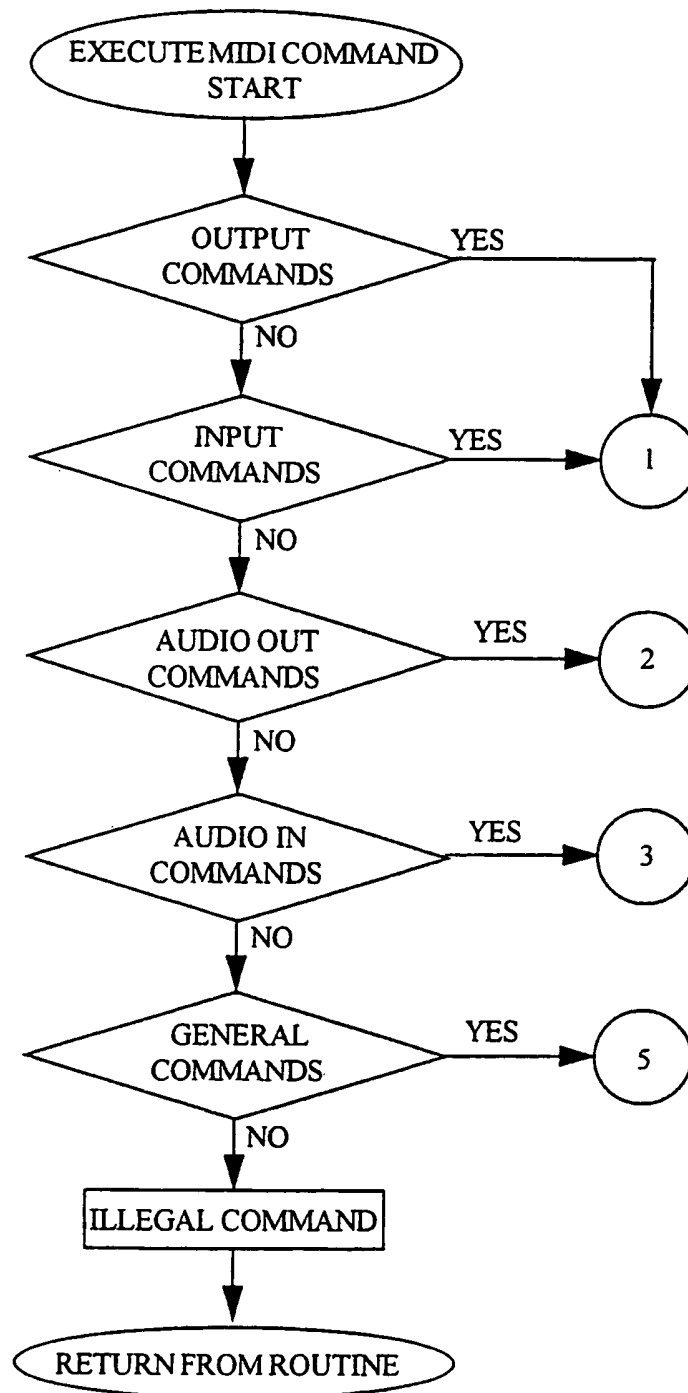 EXECUTE MIDI COMMAND
START
OUTPUT
COMMANDS
YES
NO
INPUT
COMMANDS
YES
1
NO
AUDIO OUT
COMMANDS
YES
2
NO
AUDIO IN
COMMANDS
YES
3
NO
GENERAL
COMMANDS
YES
5
NO
ILLEGAL COMMAND
RETURN FROM ROUTINE